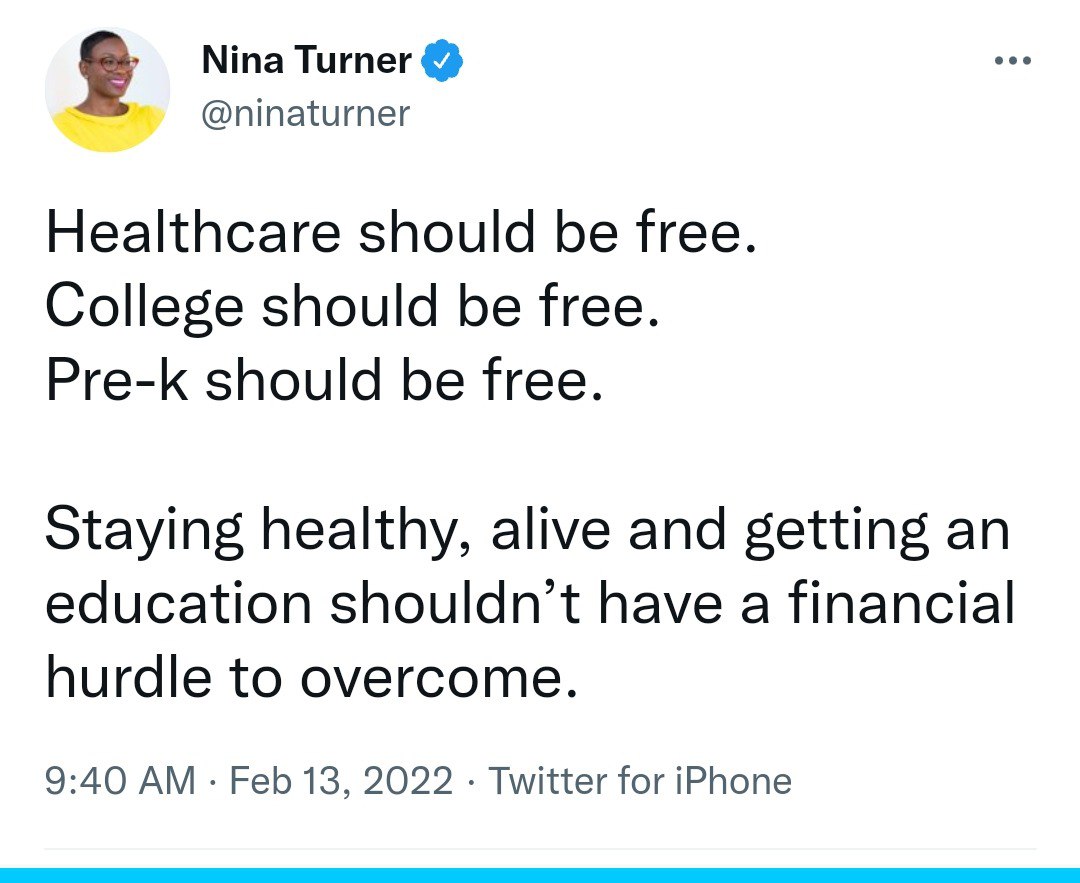 Nina Turner
@ninaturner
Healthcare should be free.
College should be free.
Pre-k should be free.
Staying healthy, alive and getting an
education shouldn’t have a financial
hurdle to overcome.
9:40 AM · Feb 13, 2022 · Twitter for iPhone